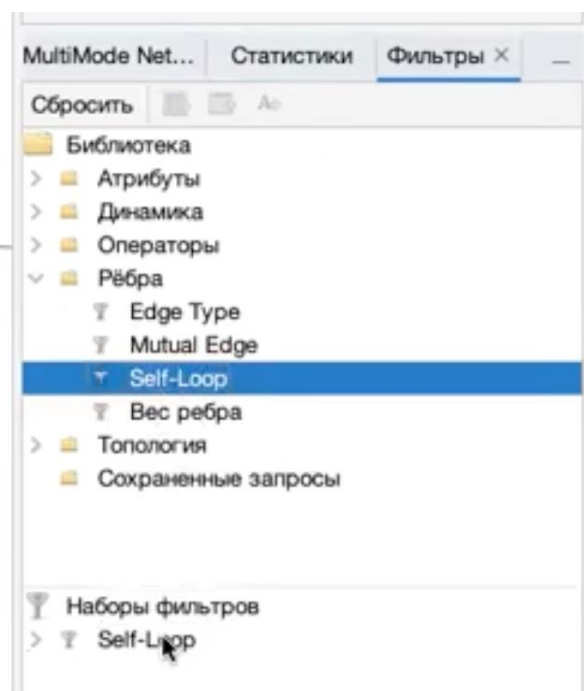 MultiMode Net... Статистики Фильтры
Сбросить
Библиотека
Атрибуты
Динамика
Операторы
Рёбра
Edge Type
Mutual Edge
Self-Loop
Вес ребра
Топология
Сохраненные запросы
Наборы фильтров
Self-Loop